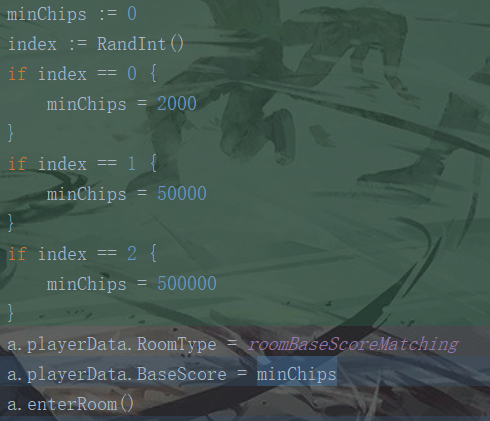 minChips := 0
index := RandInt()
if index == 0 {
    minChips = 2000
}
if index == 1 {
    minChips = 50000
}
if index == 2 {
    minChips = 500000
}
a.playerData.RoomType = roomBaseScoreMatching
a.playerData.BaseScore = minChips
a.enterRoom()